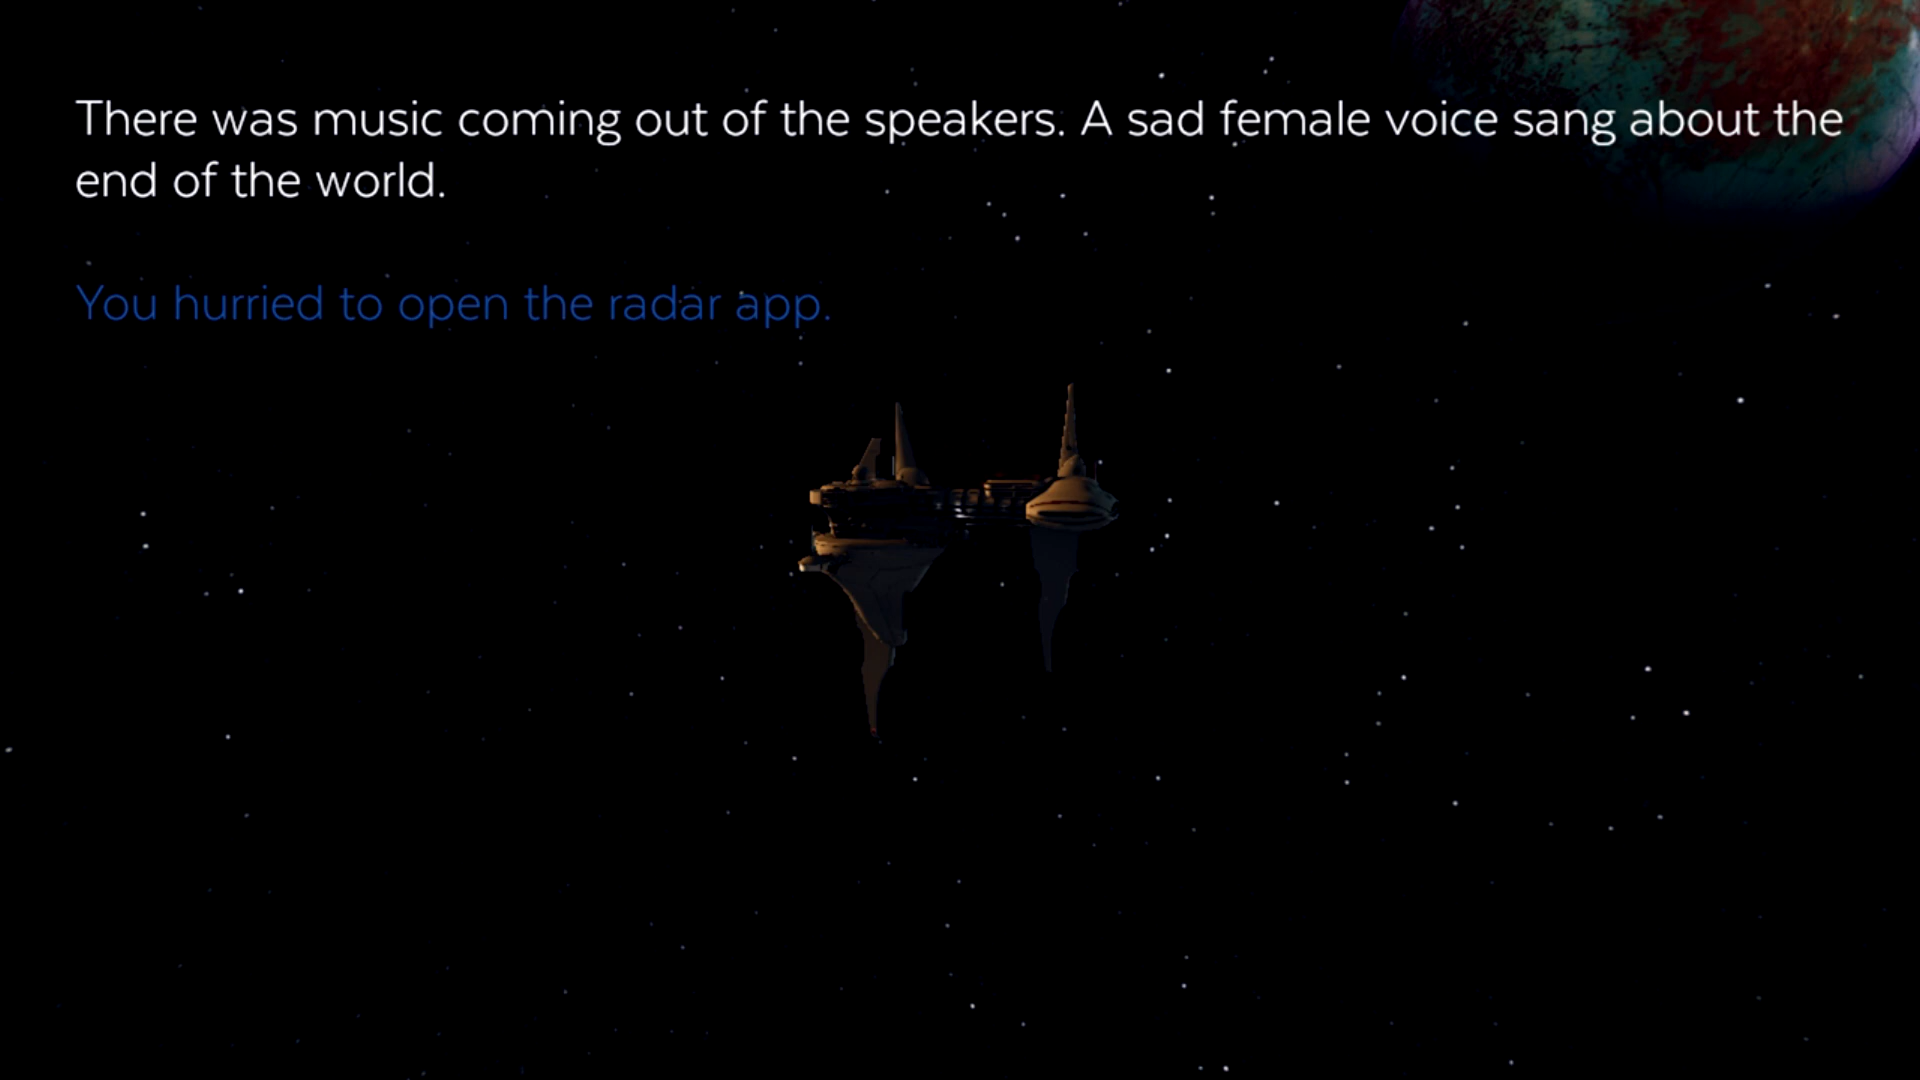 There was music coming out of the speakers. A sad female voice sang about the
end of the world.
You hurried to open the radar app.